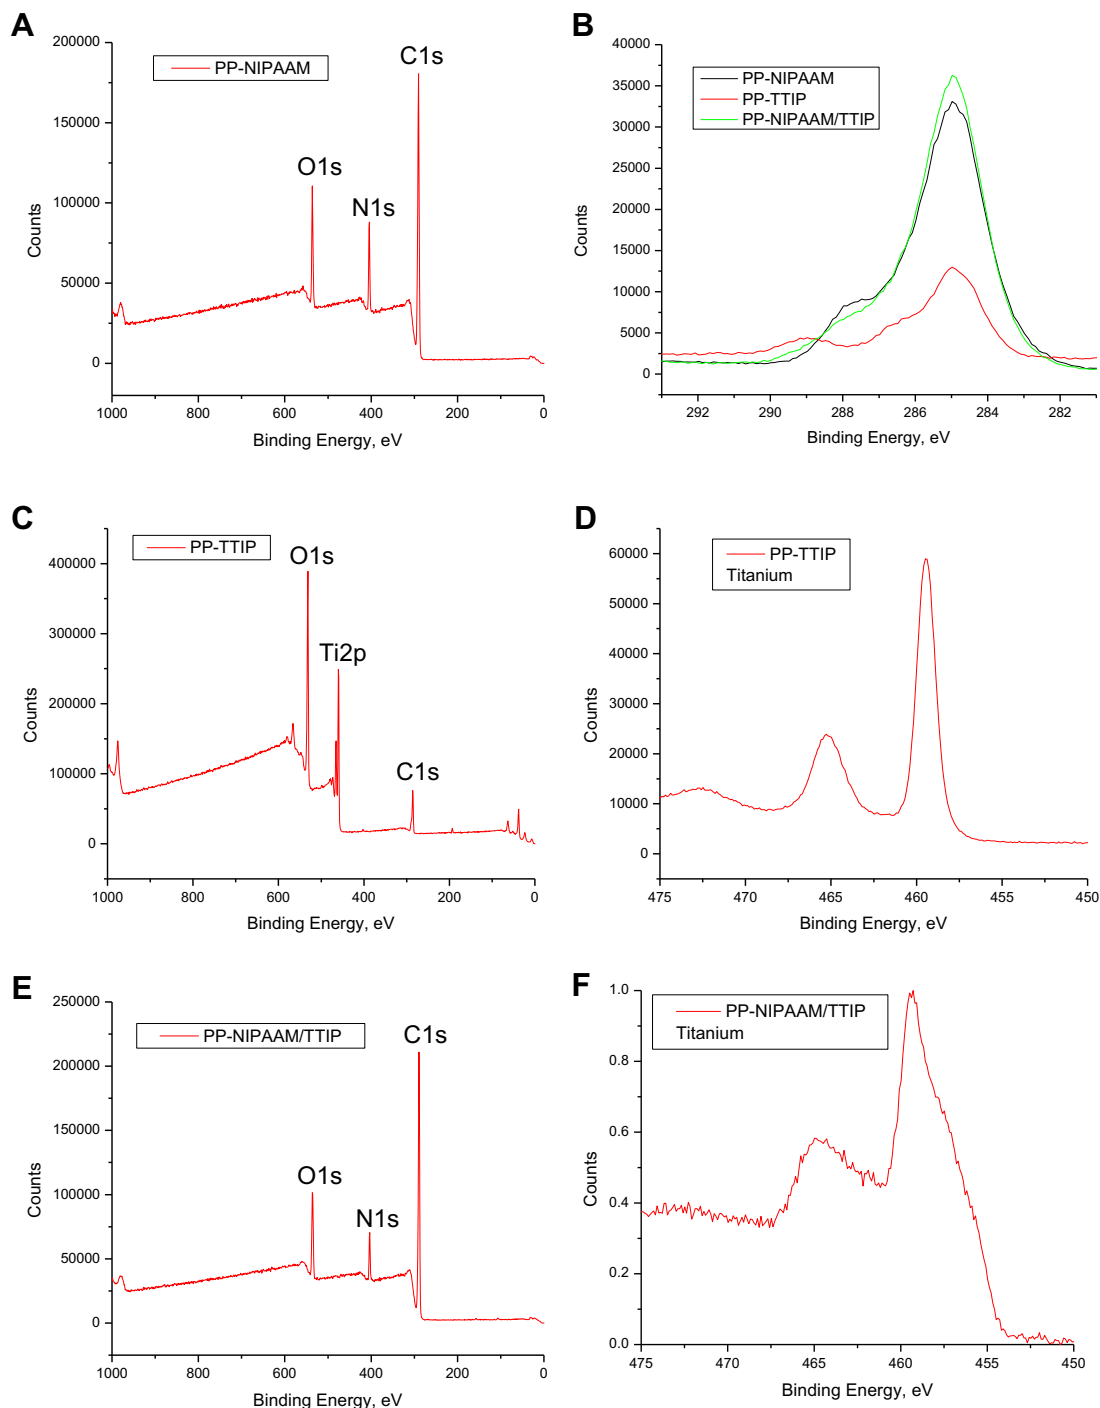 A
PP-NIPAAM
C1s
O1s
N1s
200000
150000
100000
50000
0
Counts
1000
800
600
400
200
0
Binding Energy, eV
B
PP-NIPAAM
PP-TTIP
PP-NIPAAM/TTIP
40000
35000
30000
25000
20000
15000
10000
5000
0
Counts
292
290
288
286
284
282
Binding Energy, eV
C
PP-TTIP
O1s
Ti2p
C1s
400000
300000
200000
100000
0
Counts
1000
800
600
400
200
0
Binding Energy, eV
D
PP-TTIP
Titanium
60000
50000
40000
30000
20000
10000
0
Counts
475
470
465
460
455
450
Binding Energy, eV
E
PP-NIPAAM/TTIP
C1s
O1s
N1s
250000
200000
150000
100000
50000
0
Counts
1000
800
600
400
200
0
Binding Energy, eV
F
PP-NIPAAM/TTIP
Titanium
1.0
0.8
0.6
0.4
0.2
0.0
Counts
475
470
465
460
455
450
Binding Energy, eV